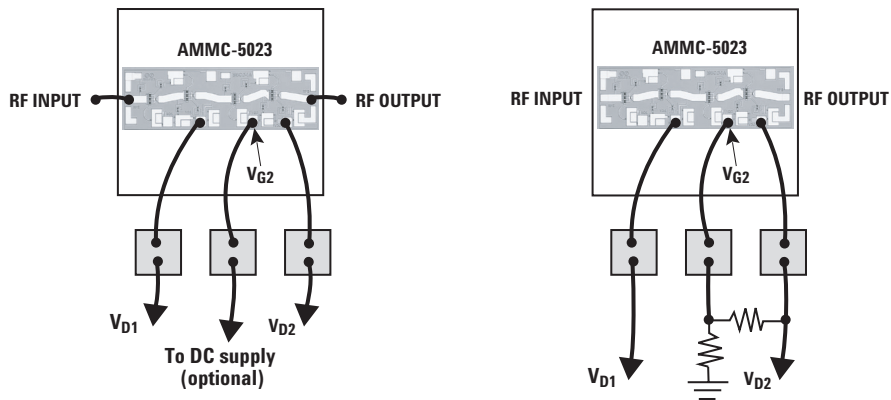 AMMC-5023
RF INPUT
RF OUTPUT
VG2
VD1
VD2
To DC supply
(optional)
AMMC-5023
RF INPUT
RF OUTPUT
VG2
VD1
VD2